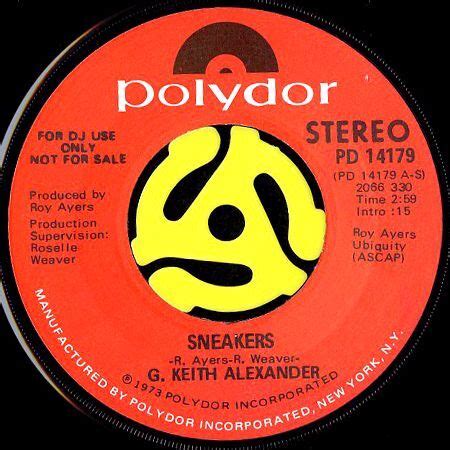 polydor
FOR DJ USE
ONLY
NOT FOR SALE
STEREO
PD 14179
(PD 14179 A-S)
2066 330
Time 2:59
Intro :15
Produced by
Roy Ayers
Production
Supervision:
Roselle
Weaver
Roy Ayers
Ubiquity
(ASCAP)
SNEAKERS
-R. Ayers-R. Weaver-
G. KEITH ALEXANDER
℗ 1973 POLYDOR INCORPORATED
MANUFACTURED BY POLYDOR INCORPORATED, NEW YORK, N.Y.